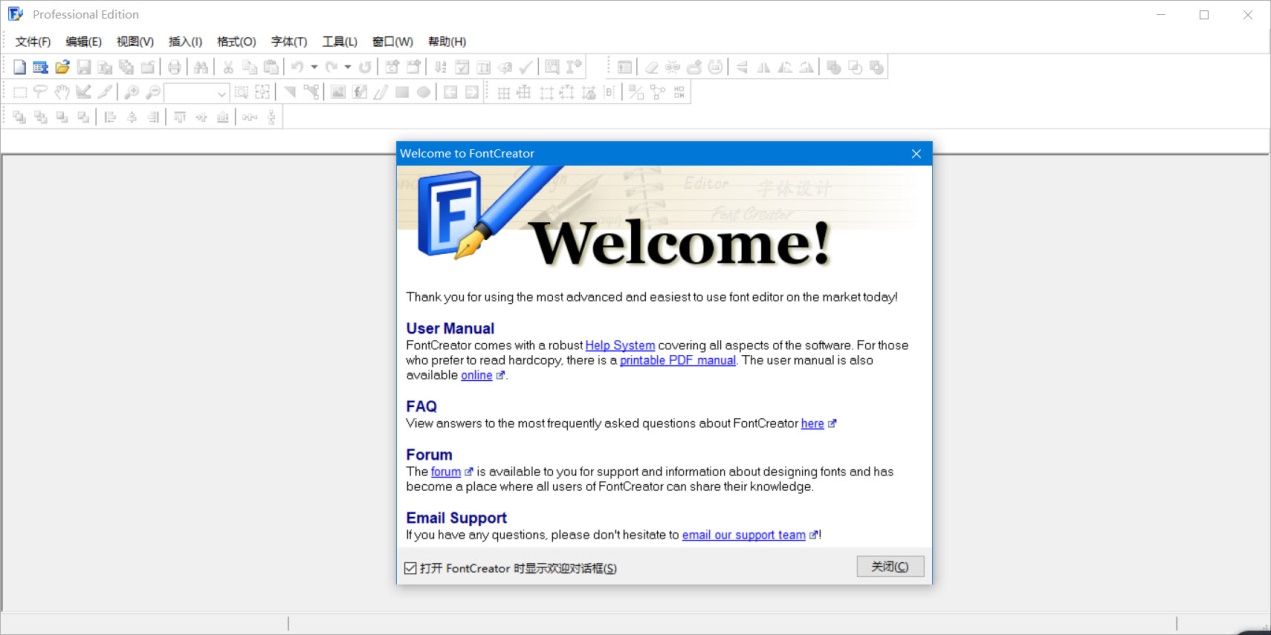 Professional Edition
文件(F) 编辑(E) 视图(V) 插入(I) 格式(O) 字体(T) 工具(L) 窗口(W) 帮助(H)
Welcome to FontCreator
Editor 字体设计
Font Creator
Welcome!
Thank you for using the most advanced and easiest to use font editor on the market today!
User Manual
FontCreator comes with a robust Help System covering all aspects of the software. For those
who prefer to read hardcopy, there is a printable PDF manual. The user manual is also
available online.
FAQ
View answers to the most frequently asked questions about FontCreator here
Forum
The forum is available to you for support and information about designing fonts and has
become a place where all users of FontCreator can share their knowledge.
Email Support
If you have any questions, please don't hesitate to email our support team!
打开 FontCreator 时显示欢迎对话框(S)
关闭(C)